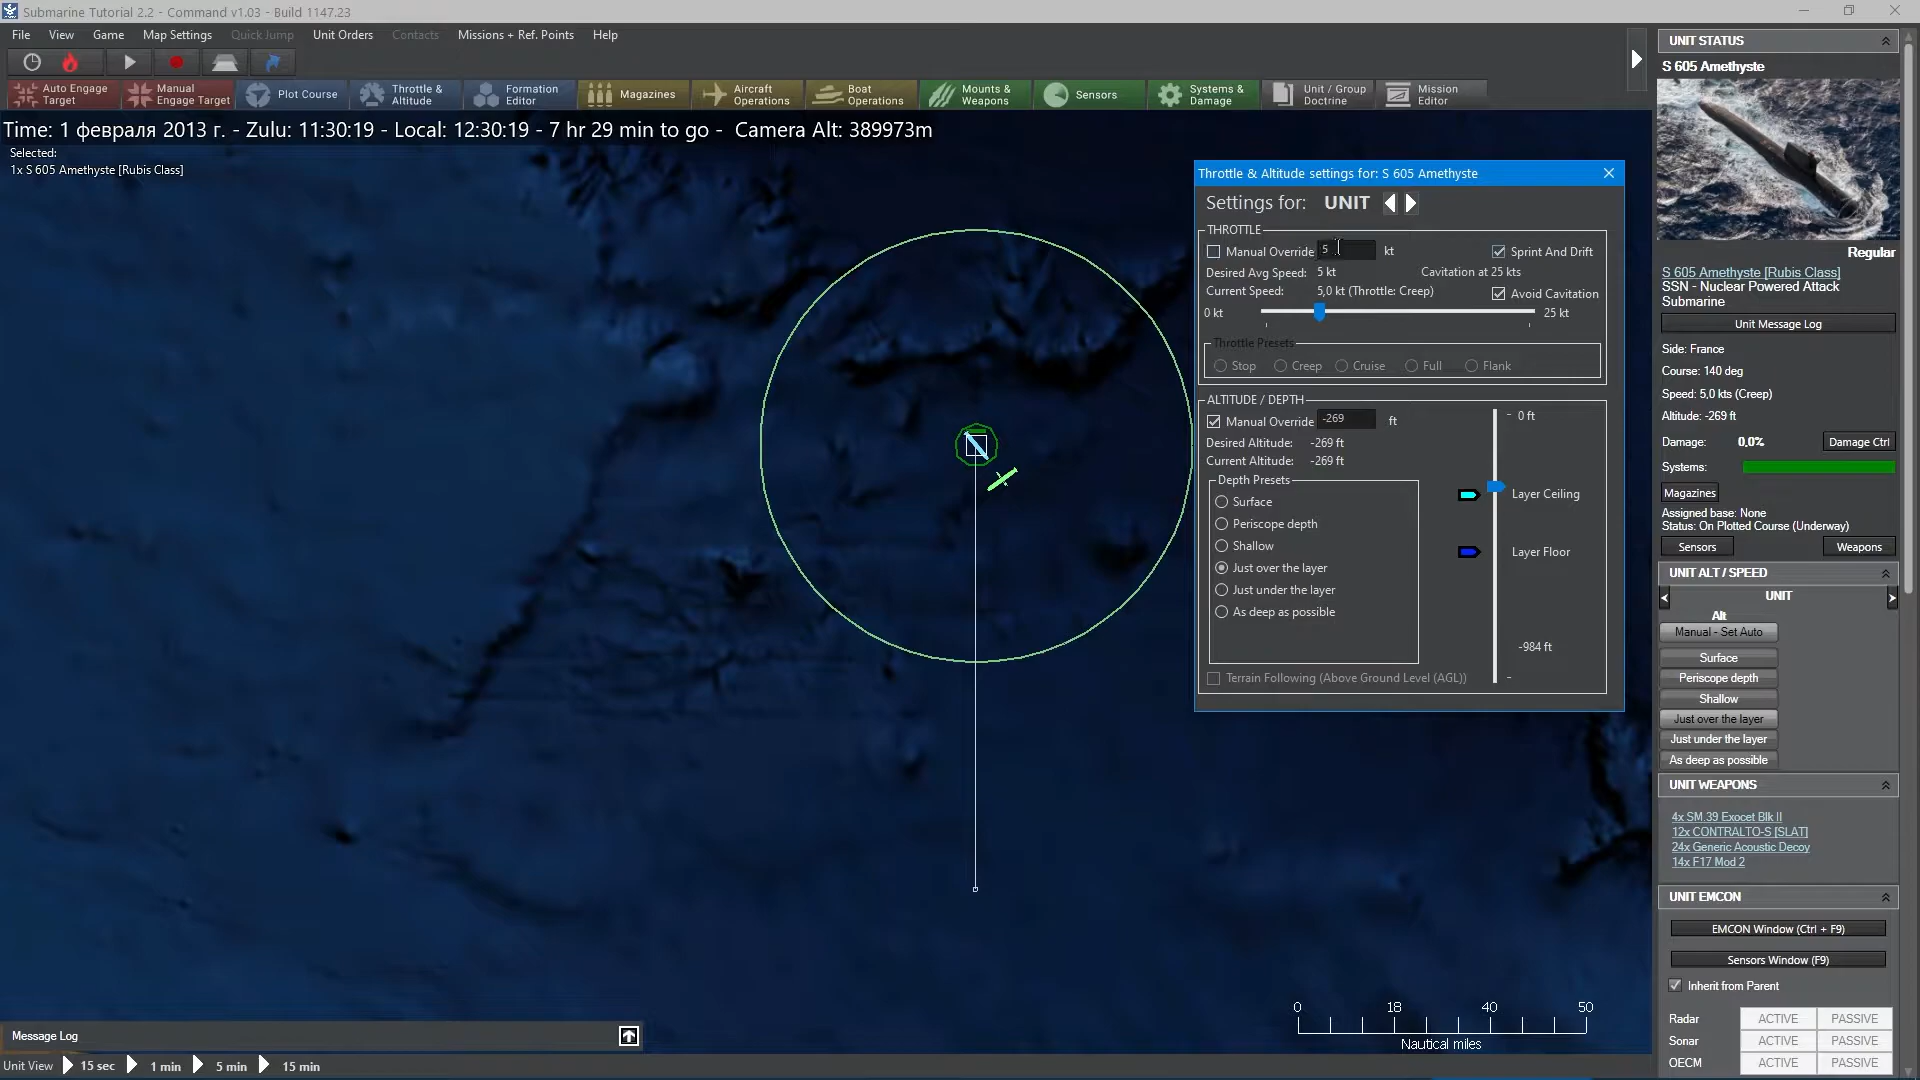 Submarine Tutorial 2.2 - Command v1.03 - Build 1147.23
File View Game Map Settings Quick Jump Unit Orders Contacts Missions + Ref. Points Help
Auto Engage Target
Manual Engage Target
Plot Course
Throttle & Altitude
Formation Editor
Magazines
Aircraft Operations
Boat Operations
Mounts & Weapons
Sensors
Systems & Damage
Unit / Group Doctrine
Mission Editor
Time: 1 февраля 2013 г. - Zulu: 11:30:19 - Local: 12:30:19 - 7 hr 29 min to go - Camera Alt: 389973m
Selected:
1x S 605 Amethyste [Rubis Class]
Throttle & Altitude settings for: S 605 Amethyste
Settings for: UNIT
THROTTLE
Manual Override 5 kt Sprint And Drift
Desired Avg Speed: 5 kt Cavitation at 25 kts
Current Speed: 5,0 kt (Throttle: Creep) Avoid Cavitation
0 kt 25 kt
Throttle Presets
Stop Creep Cruise Full Flank
ALTITUDE / DEPTH
Manual Override -269 ft
Desired Altitude: -269 ft
Current Altitude: -269 ft
Depth Presets
Surface
Periscope depth
Shallow
Just over the layer
Just under the layer
As deep as possible
0 ft
Layer Ceiling
Layer Floor
-984 ft
Terrain Following (Above Ground Level (AGL))
UNIT STATUS
S 605 Amethyste
Regular
S 605 Amethyste [Rubis Class]
SSN - Nuclear Powered Attack
Submarine
Unit Message Log
Side: France
Course: 140 deg
Speed: 5,0 kts (Creep)
Altitude: -269 ft
Damage: 0,0% Damage Ctrl
Systems:
Magazines
Assigned base: None
Status: On Plotted Course (Underway)
Sensors Weapons
UNIT ALT / SPEED
UNIT
Alt
Manual - Set Auto
Surface
Periscope depth
Shallow
Just over the layer
Just under the layer
As deep as possible
UNIT WEAPONS
4x SM.39 Exocet Blk II
12x CONTRALTO-S [SLAT]
24x Generic Acoustic Decoy
14x F17 Mod 2
UNIT EMCON
EMCON Window (Ctrl + F9)
Sensors Window (F9)
Inherit from Parent
Radar ACTIVE PASSIVE
Sonar ACTIVE PASSIVE
OECM ACTIVE PASSIVE
0 18 40 50
Nautical miles
Message Log
Unit View 15 sec 1 min 5 min 15 min